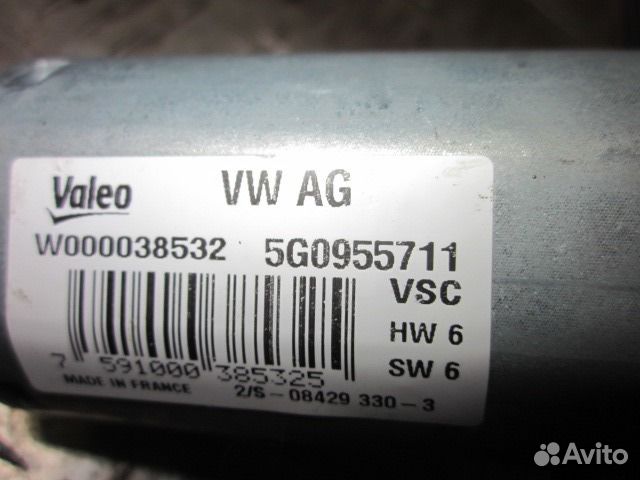 Valeo VW AG
W000038532 5G0955711
VSC
HW 6
7 591000 385325 SW 6
MADE IN FRANCE 2/S - 08429 330 - 3
Avito